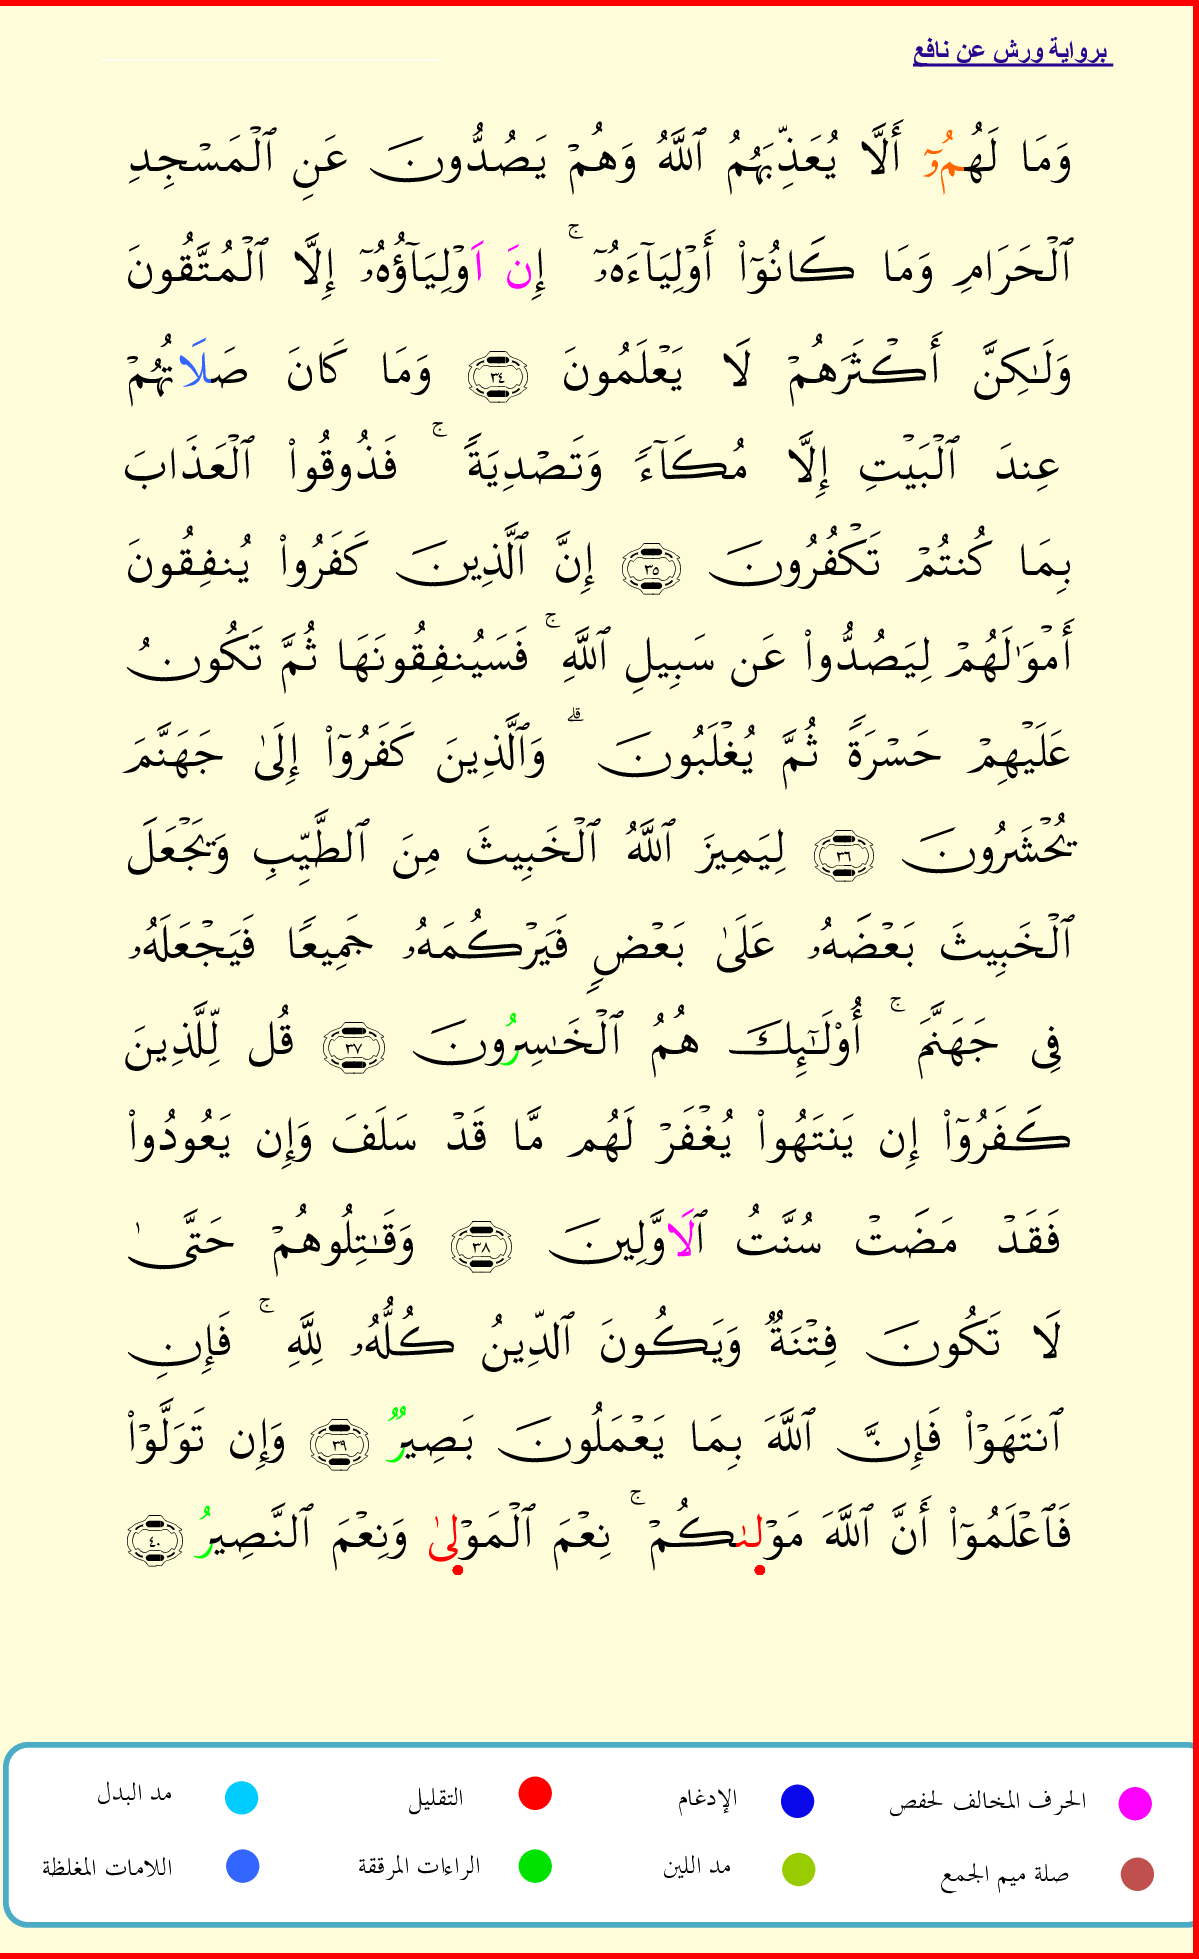 برواية ورش عن نافع
وَمَا لَهُمُۥٓ أَلَّا يُعَذِّبَهُمُ ٱللَّهُ وَهُمْ يَصُدُّونَ عَنِ ٱلْمَسْجِدِ
ٱلْحَرَامِ وَمَا كَانُوٓا۟ أَوْلِيَآءَهُۥٓ ۚ إِنَ اَوْلِيَآؤُهُۥٓ إِلَّا ٱلْمُتَّقُونَ
وَلَٰكِنَّ أَكْثَرَهُمْ لَا يَعْلَمُونَ ٣٤ وَمَا كَانَ صَلَاتُهُمْ
عِندَ ٱلْبَيْتِ إِلَّا مُكَآءً وَتَصْدِيَةً ۚ فَذُوقُوا۟ ٱلْعَذَابَ
بِمَا كُنتُمْ تَكْفُرُونَ ٣٥ إِنَّ ٱلَّذِينَ كَفَرُوا۟ يُنفِقُونَ
أَمْوَٰلَهُمْ لِيَصُدُّوا۟ عَن سَبِيلِ ٱللَّهِ ۚ فَسَيُنفِقُونَهَا ثُمَّ تَكُونُ
عَلَيْهِمْ حَسْرَةً ثُمَّ يُغْلَبُونَ ۗ وَٱلَّذِينَ كَفَرُوٓا۟ إِلَىٰ جَهَنَّمَ
يُحْشَرُونَ ٣٦ لِيَمِيزَ ٱللَّهُ ٱلْخَبِيثَ مِنَ ٱلطَّيِّبِ وَيَجْعَلَ
ٱلْخَبِيثَ بَعْضَهُۥ عَلَىٰ بَعْضٍ فَيَرْكُمَهُۥ جَمِيعًا فَيَجْعَلَهُۥ
فِى جَهَنَّمَ ۚ أُو۟لَٰٓئِكَ هُمُ ٱلْخَٰسِرُونَ ٣٧ قُل لِّلَّذِينَ
كَفَرُوٓا۟ إِن يَنتَهُوا۟ يُغْفَرْ لَهُم مَّا قَدْ سَلَفَ وَإِن يَعُودُوا۟
فَقَدْ مَضَتْ سُنَّتُ ٱلَاوَّلِينَ ٣٨ وَقَٰتِلُوهُمْ حَتَّىٰ
لَا تَكُونَ فِتْنَةٌ وَيَكُونَ ٱلدِّينُ كُلُّهُۥ لِلَّهِ ۚ فَإِنِ
ٱنتَهَوْا۟ فَإِنَّ ٱللَّهَ بِمَا يَعْمَلُونَ بَصِيرٌ ٣٩ وَإِن تَوَلَّوْا۟
فَٱعْلَمُوٓا۟ أَنَّ ٱللَّهَ مَوْلىٰكُمْ ۚ نِعْمَ ٱلْمَوْلىٰ وَنِعْمَ ٱلنَّصِيرُ ٤٠
الحرف المخالف لحفص الإدغام التقليل مد البدل
صلة ميم الجمع مد اللين الراءات المرققة اللامات المغلظة